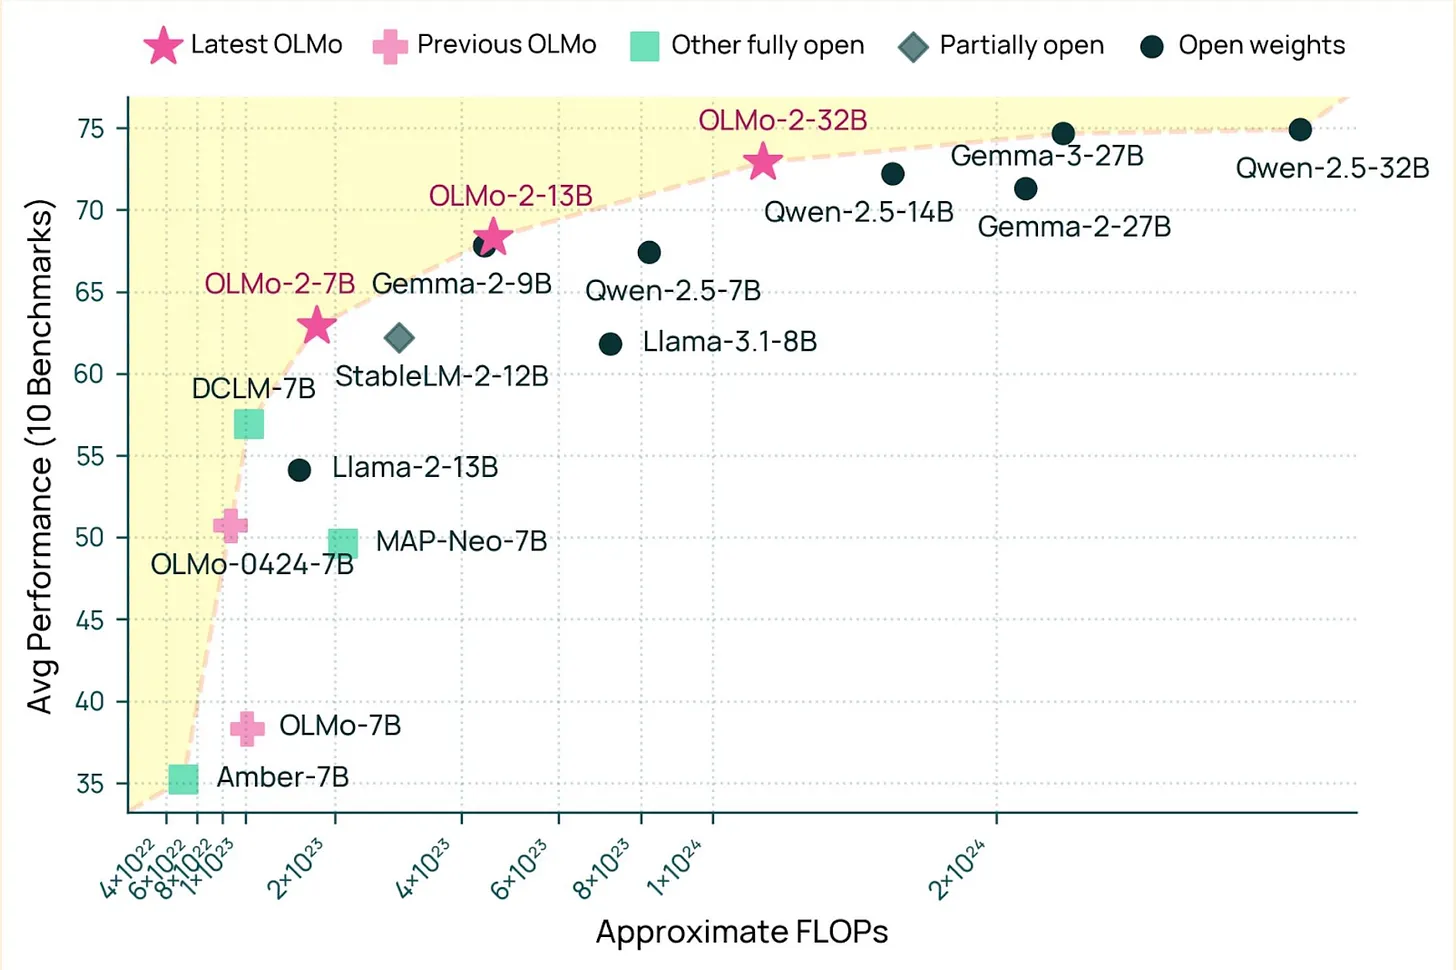 Latest OLMo
Previous OLMo
Other fully open
Partially open
Open weights
Avg Performance (10 Benchmarks)
75
70
65
60
55
50
45
40
35
OLMo-2-32B
Gemma-3-27B
Qwen-2.5-32B
OLMo-2-13B
Qwen-2.5-14B
Gemma-2-27B
OLMo-2-7B
Gemma-2-9B
Qwen-2.5-7B
Llama-3.1-8B
DCLM-7B
StableLM-2-12B
Llama-2-13B
MAP-Neo-7B
OLMo-0424-7B
OLMo-7B
Amber-7B
4×10²²
6×10²²
8×10²²
1×10²³
2×10²³
4×10²³
6×10²³
8×10²³
1×10²⁴
2×10²⁴
Approximate FLOPs